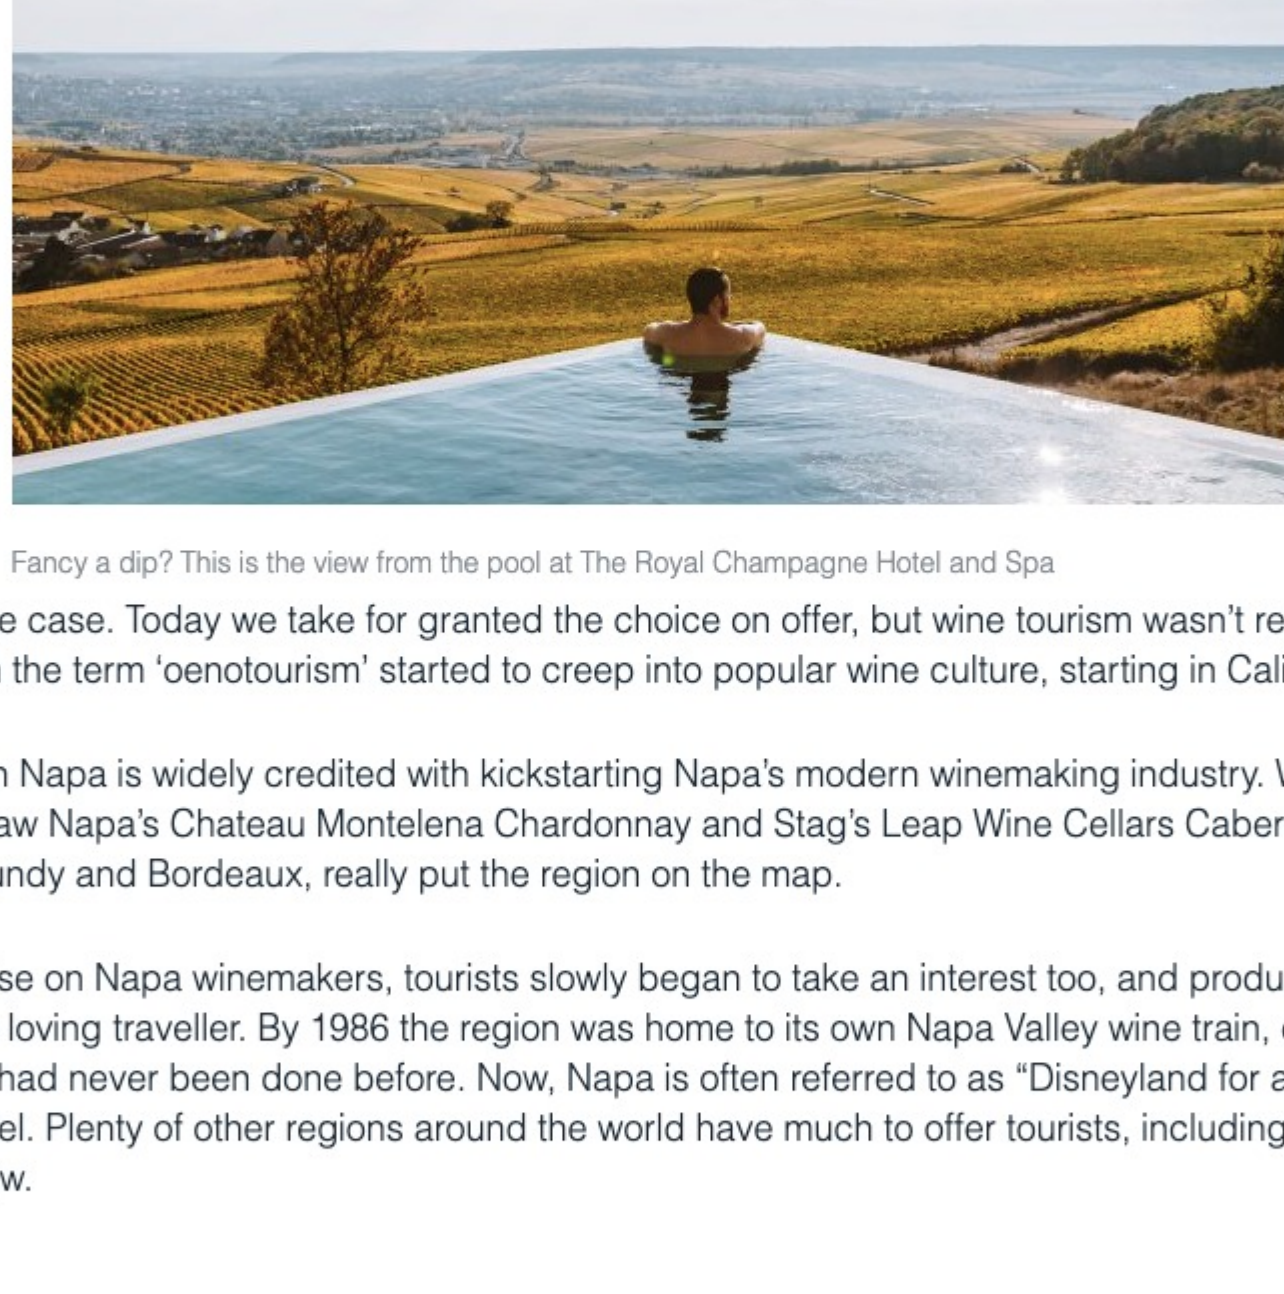 Fancy a dip? This is the view from the pool at The Royal Champagne Hotel and Spa
e case. Today we take for granted the choice on offer, but wine tourism wasn’t re
the term ‘oenotourism’ started to creep into popular wine culture, starting in Cali
Napa is widely credited with kickstarting Napa’s modern winemaking industry.
aw Napa’s Chateau Montelena Chardonnay and Stag’s Leap Wine Cellars Caber
undy and Bordeaux, really put the region on the map.
se on Napa winemakers, tourists slowly began to take an interest too, and produ
loving traveller. By 1986 the region was home to its own Napa Valley wine train,
had never been done before. Now, Napa is often referred to as “Disneyland for a
el. Plenty of other regions around the world have much to offer tourists, including
w.